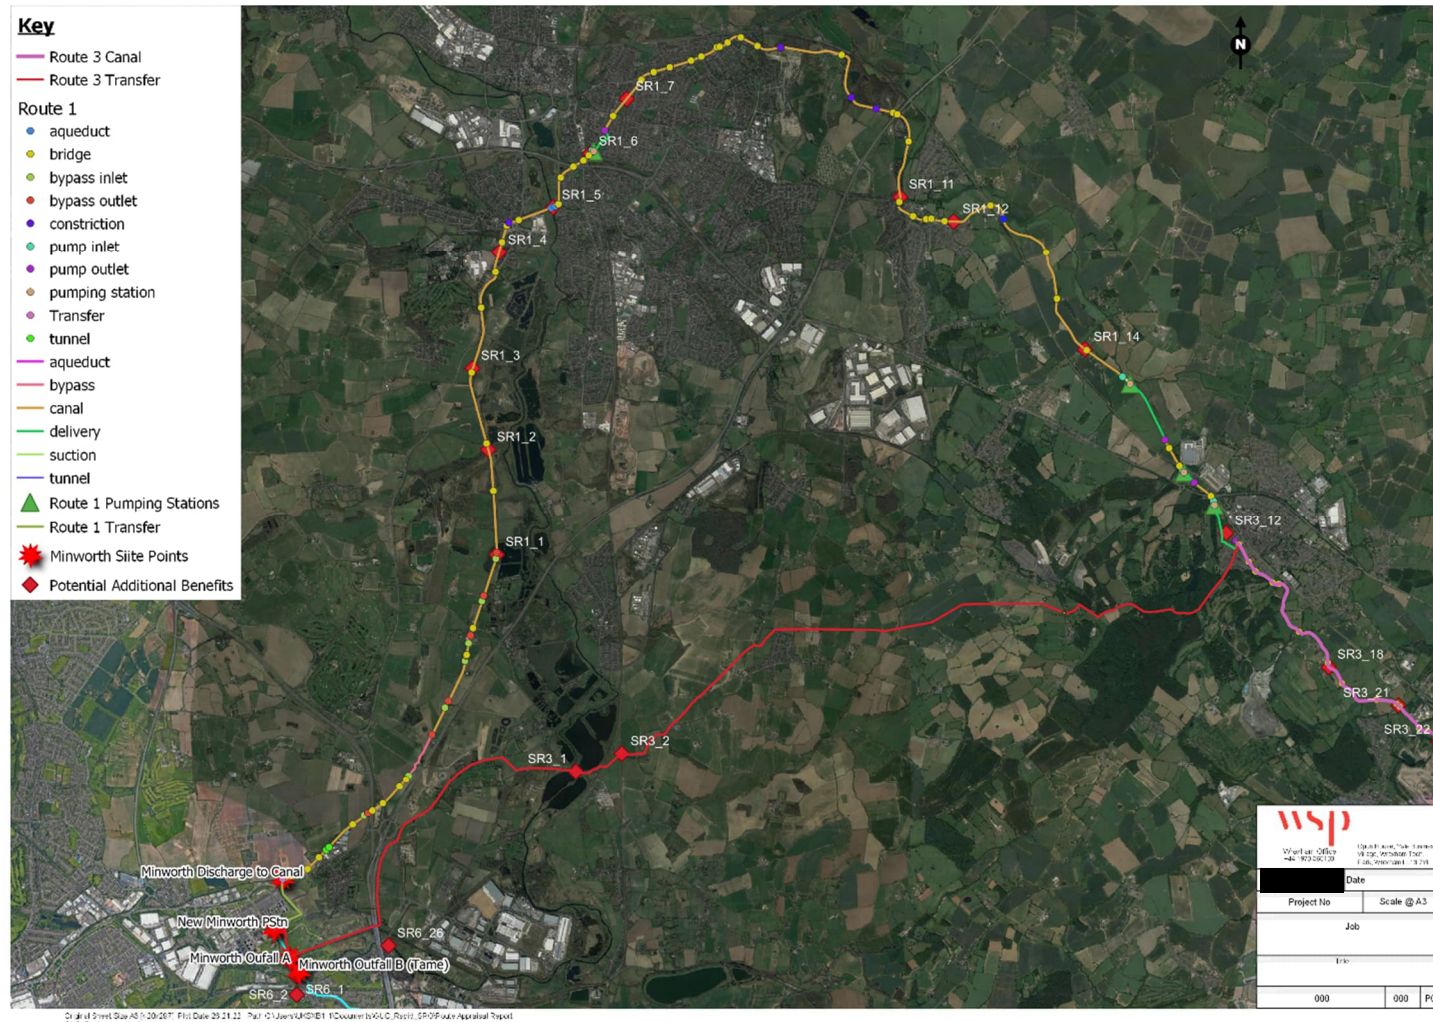 Key
Route 3 Canal
Route 3 Transfer
Route 1
aqueduct
bridge
bypass inlet
bypass outlet
constriction
pump inlet
pump outlet
pumping station
Transfer
tunnel
aqueduct
bypass
canal
delivery
suction
tunnel
Route 1 Pumping Stations
Route 1 Transfer
Minworth Siite Points
Potential Additional Benefits
N
SR1_7
SR1_6
SR1_5
SR1_4
SR1_3
SR1_2
SR1_1
SR1_11
SR1_12
SR1_14
SR3_12
SR3_18
SR3_21
SR3_22
SR3_2
SR3_1
Minworth Discharge to Canal
New Minworth PStn
Minworth Oufall A
Minworth Outfall B (Tame)
SR6_26
SR6_2
SR6_1
wsp
Wrexham Office
Date
Project No
Scale @ A3
Job
Title
000
000